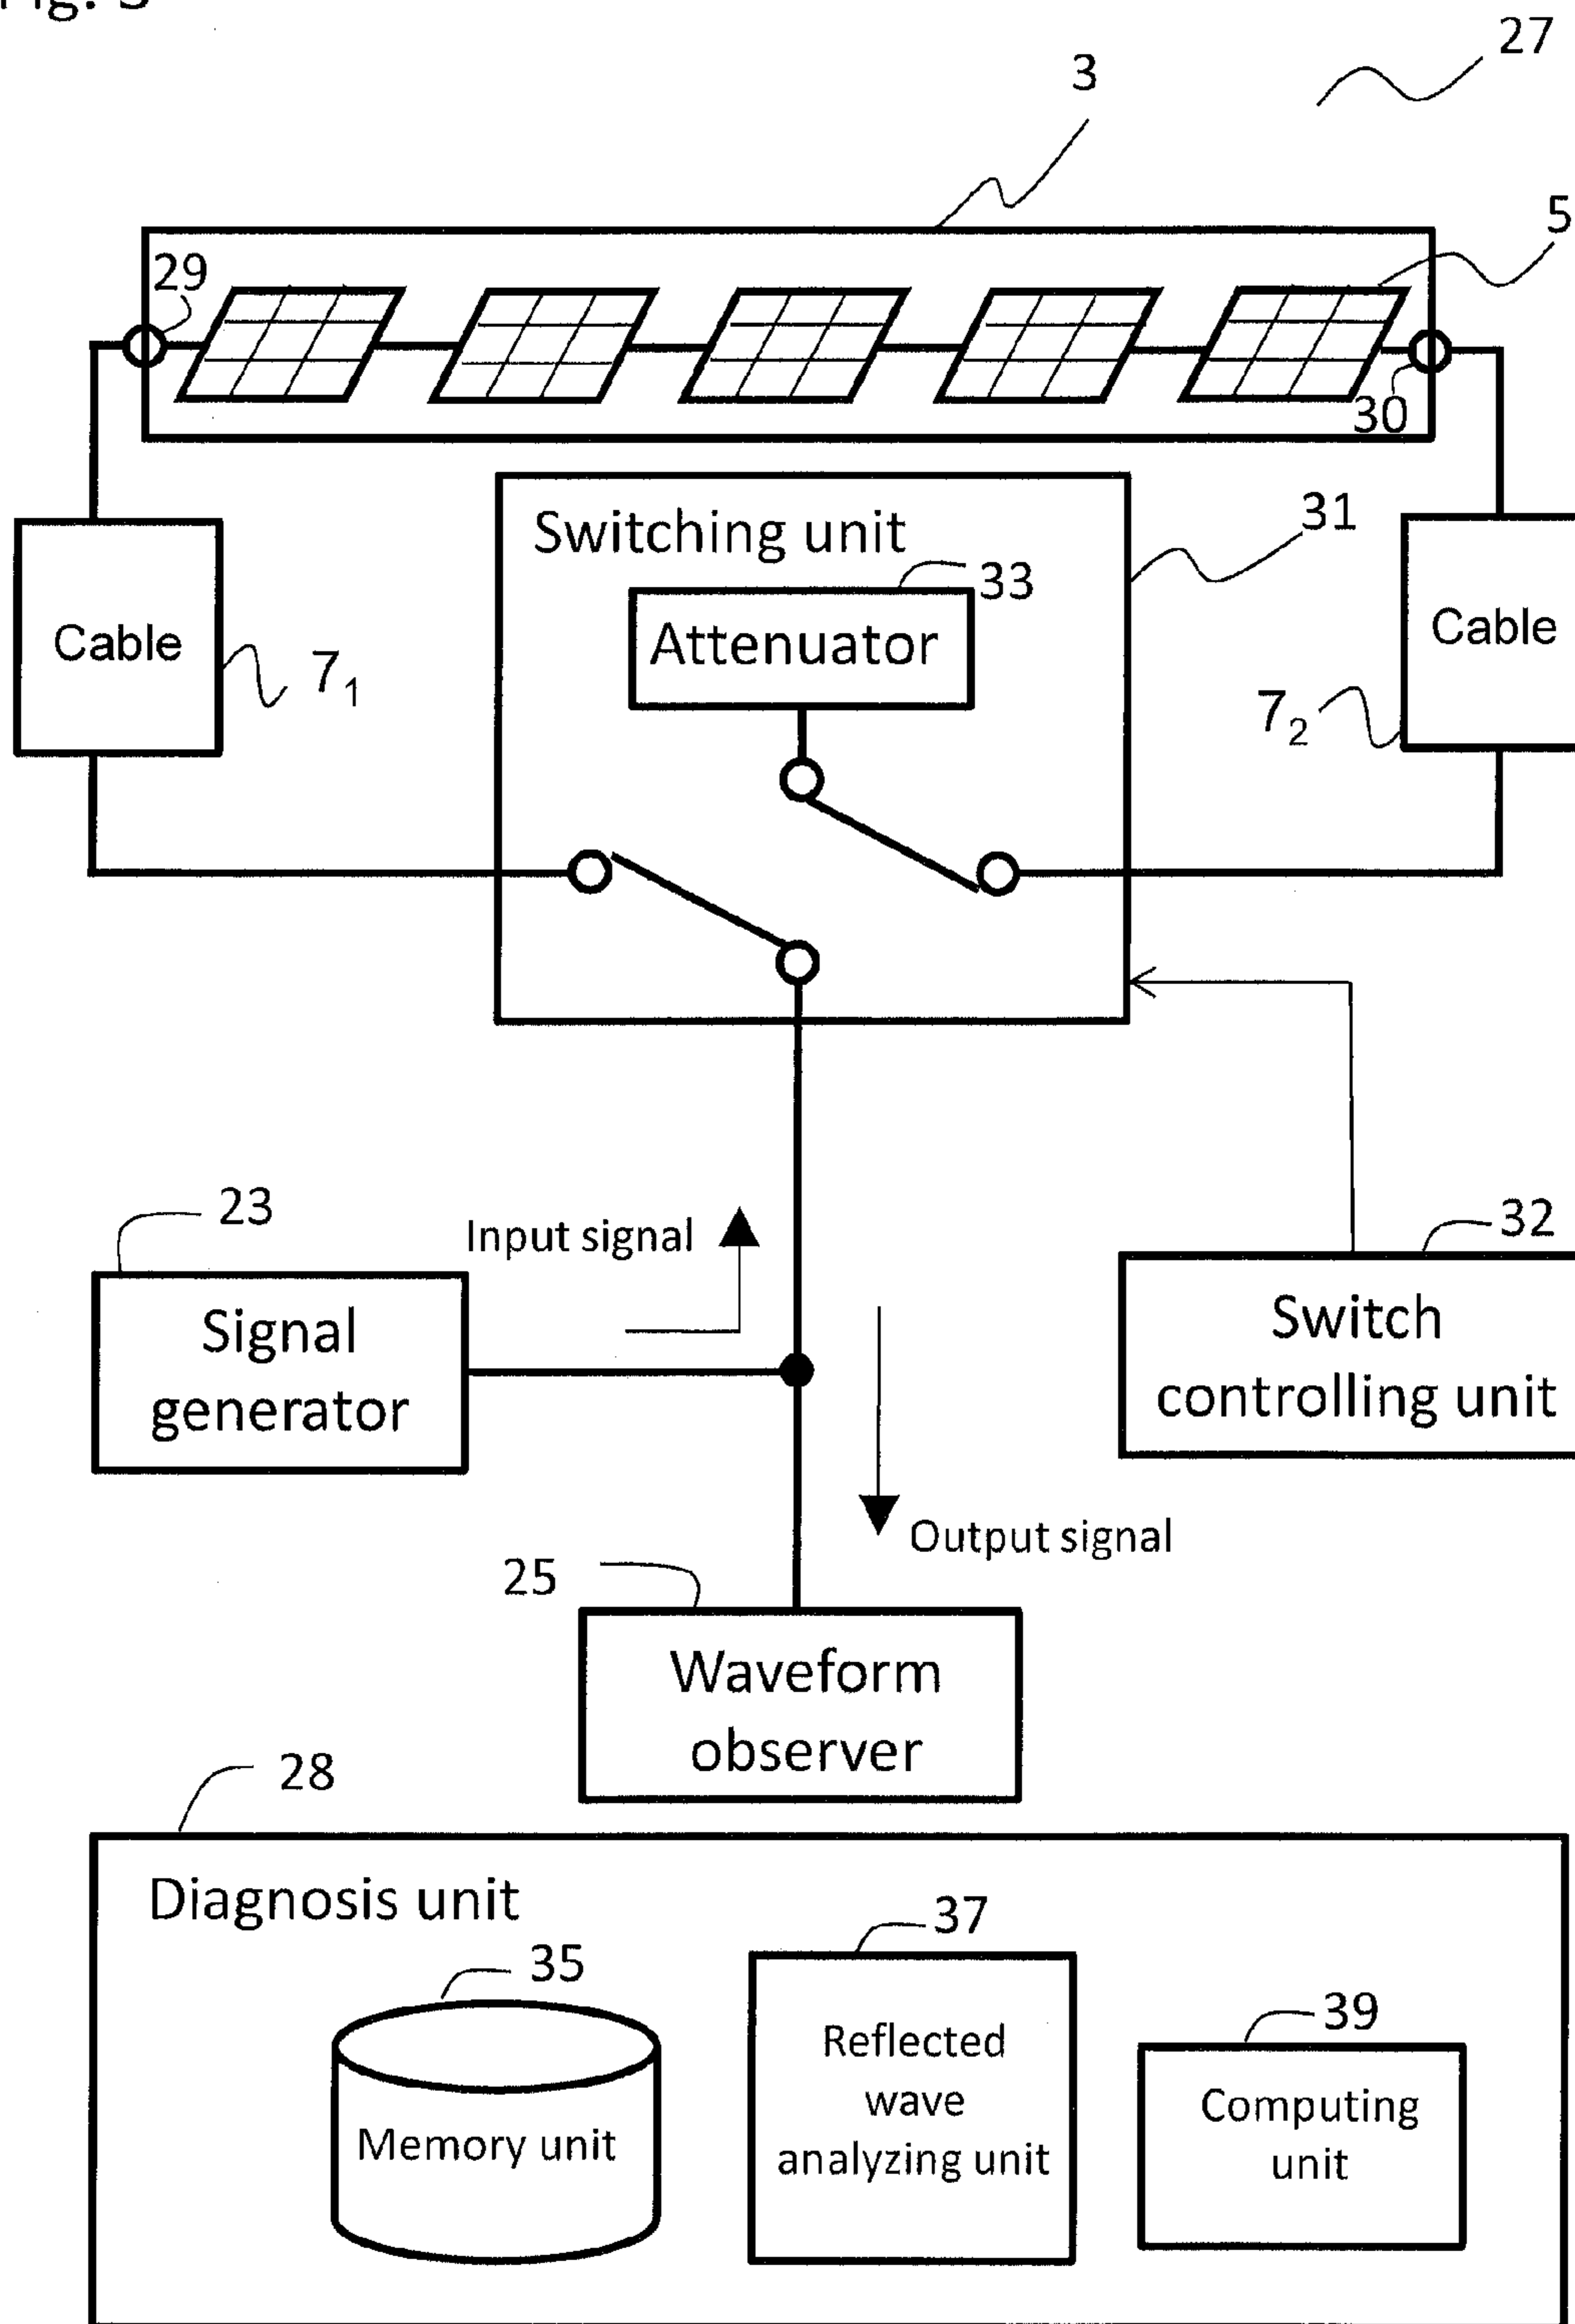 27
3
5
29
30
Switching unit
31
33
Attenuator
Cable
7₁
Cable
7₂
23
Input signal
32
Signal
generator
Switch
controlling unit
Output signal
25
Waveform
observer
28
Diagnosis unit
37
35
39
Reflected
wave
analyzing unit
Computing
unit
Memory unit